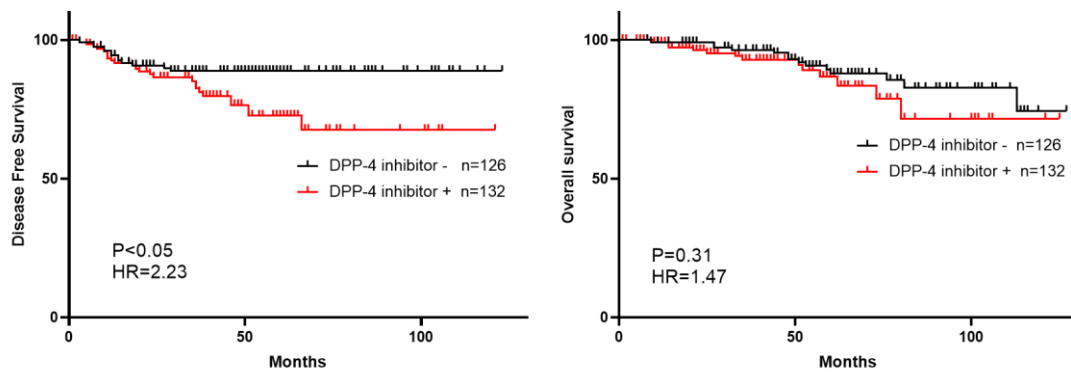 Disease Free Survival
100
50
0
DPP-4 inhibitor - n=126
DPP-4 inhibitor + n=132
P<0.05
HR=2.23
0 50 100
Months
Overall survival
100
50
0
DPP-4 inhibitor - n=126
DPP-4 inhibitor + n=132
P=0.31
HR=1.47
0 50 100
Months